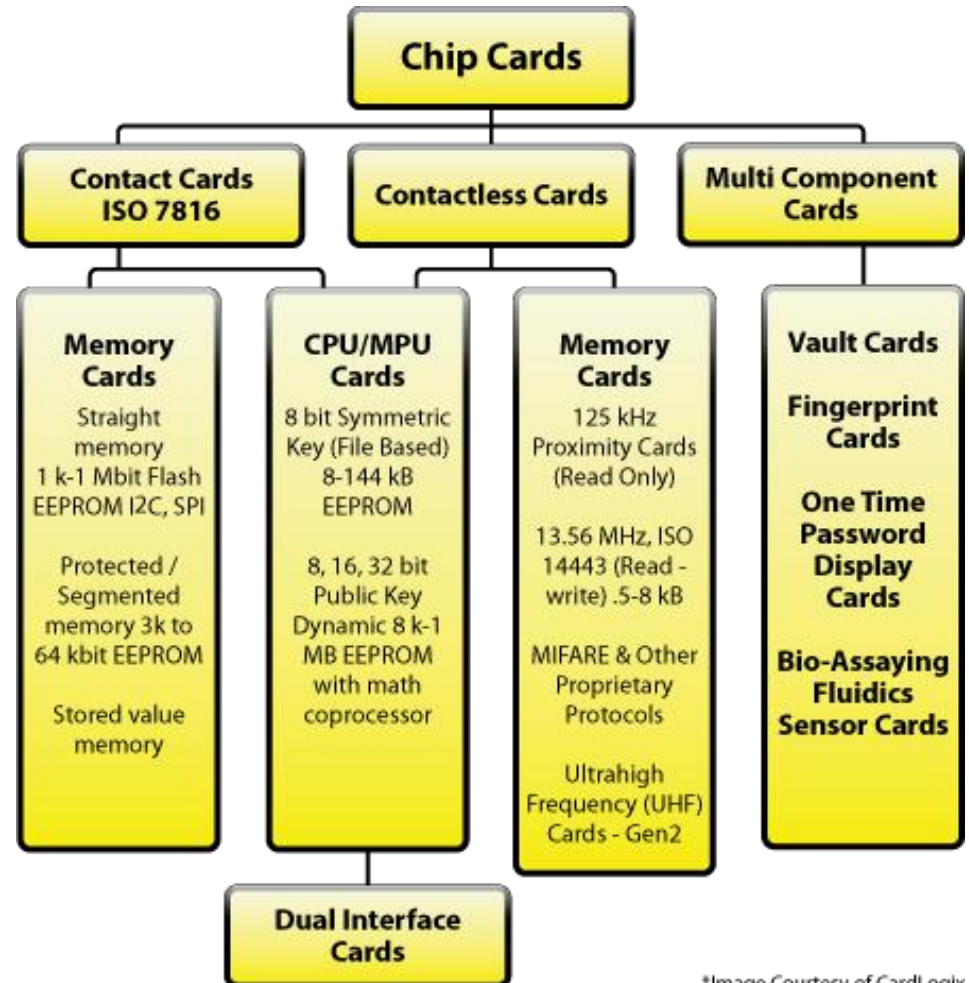 Chip Cards
Contact Cards
ISO 7816
Contactless Cards
Multi Component
Cards
Memory
Cards
Straight
memory
1 k-1 Mbit Flash
EEPROM I2C, SPI
Protected /
Segmented
memory 3k to
64 kbit EEPROM
Stored value
memory
CPU/MPU
Cards
8 bit Symmetric
Key (File Based)
8-144 kB
EEPROM
8, 16, 32 bit
Public Key
Dynamic 8 k-1
MB EEPROM
with math
coprocessor
Memory
Cards
125 kHz
Proximity Cards
(Read Only)
13.56 MHz, ISO
14443 (Read -
write) .5-8 kB
MIFARE & Other
Proprietary
Protocols
Ultrahigh
Frequency (UHF)
Cards - Gen2
Vault Cards
Fingerprint
Cards
One Time
Password
Display
Cards
Bio-Assaying
Fluidics
Sensor Cards
Dual Interface
Cards
*Image Courtesy of CardLogix